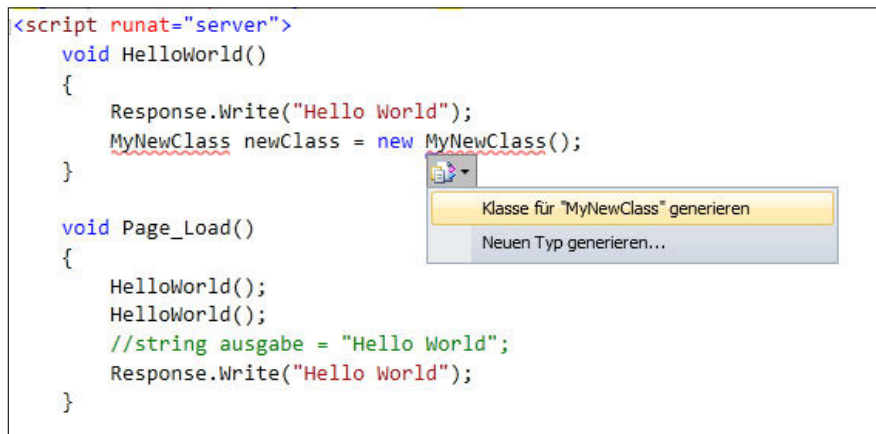 <script runat="server">
void HelloWorld()
{
Response.Write("Hello World");
MyNewClass newClass = new MyNewClass();
}
Klasse für "MyNewClass" generieren
Neuen Typ generieren...
void Page_Load()
{
HelloWorld();
HelloWorld();
//string ausgabe = "Hello World";
Response.Write("Hello World");
}